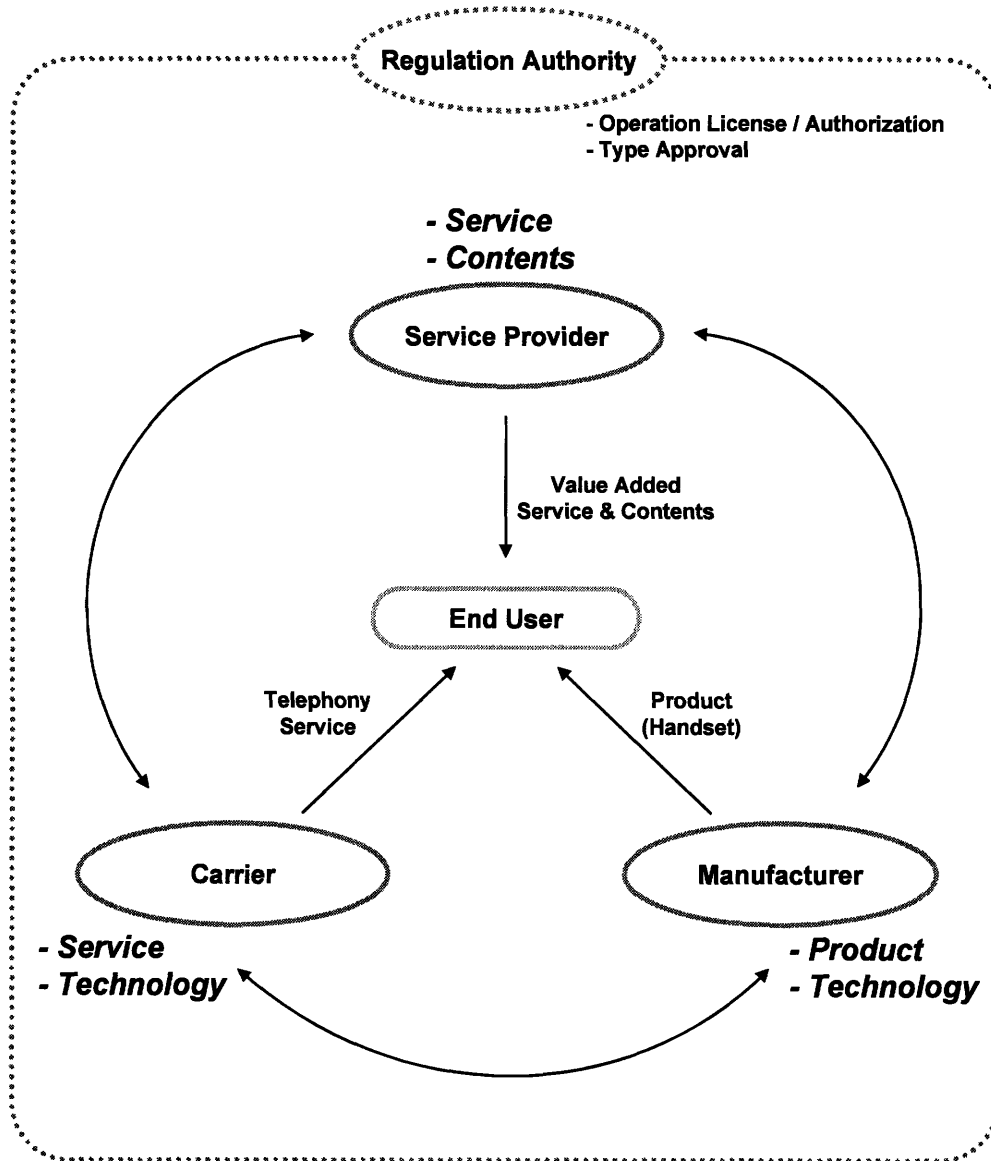 Regulation Authority
- Operation License / Authorization
- Type Approval
- Service
- Contents
Service Provider
Value Added
Service & Contents
End User
Telephony
Service
Product
(Handset)
Carrier
Manufacturer
- Service
- Technology
- Product
- Technology